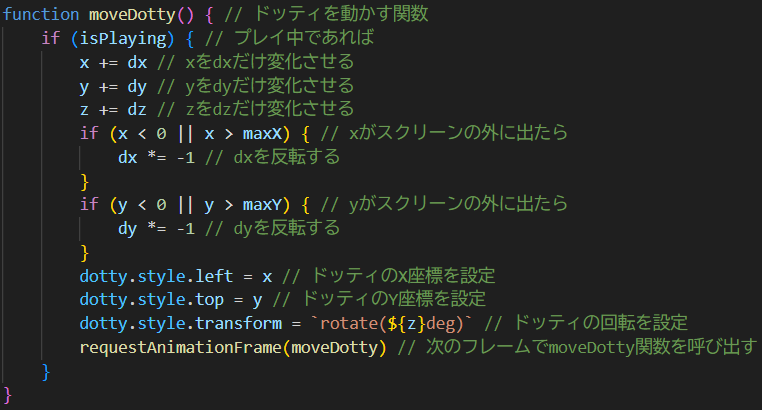 function moveDotty() { // ドッティを動かす関数
if (isPlaying) { // プレイ中であれば
x += dx // xをdxだけ変化させる
y += dy // yをdyだけ変化させる
z += dz // zをdzだけ変化させる
if (x < 0 || x > maxX) { // xがスクリーンの外に出たら
dx *= -1 // dxを反転する
}
if (y < 0 || y > maxY) { // yがスクリーンの外に出たら
dy *= -1 // dyを反転する
}
dotty.style.left = x // ドッティのX座標を設定
dotty.style.top = y // ドッティのY座標を設定
dotty.style.transform = `rotate(${z}deg)` // ドッティの回転を設定
requestAnimationFrame(moveDotty) // 次のフレームでmoveDotty関数を呼び出す
}
}